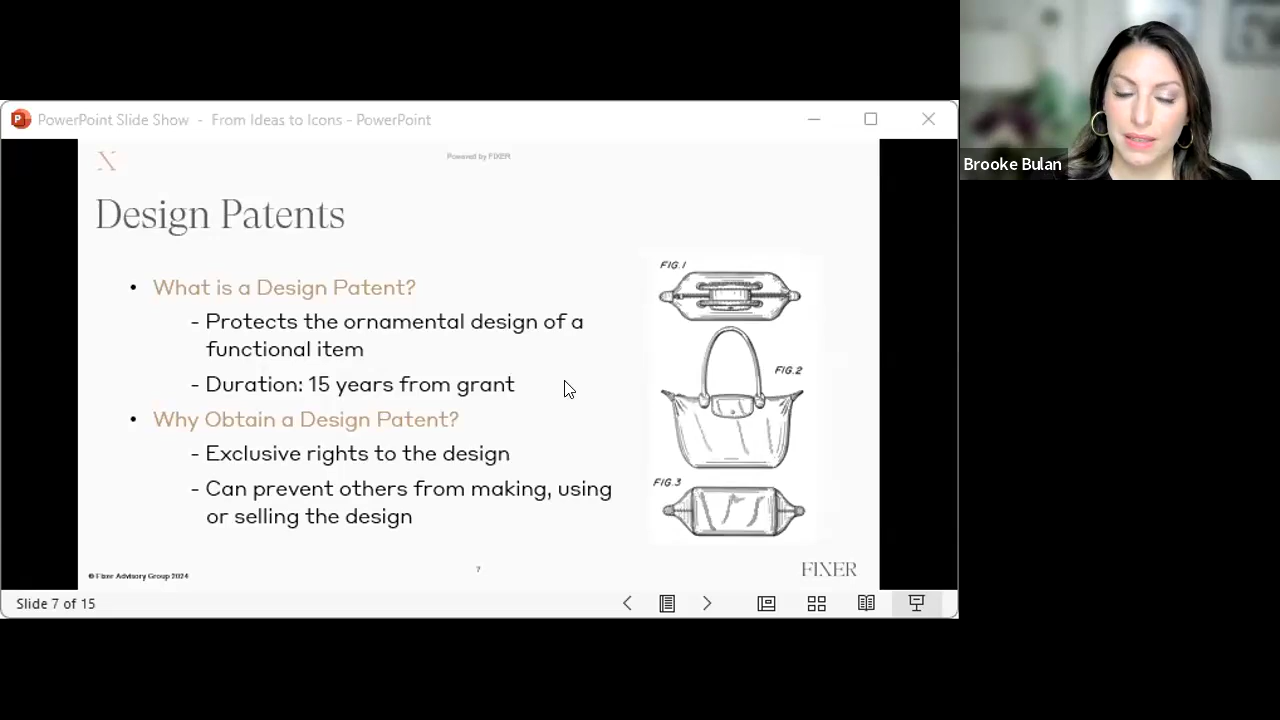 PowerPoint Slide Show - From Ideas to Icons - PowerPoint
X
Powered by FIXER
Design Patents
• What is a Design Patent?
- Protects the ornamental design of a
functional item
- Duration: 15 years from grant
• Why Obtain a Design Patent?
- Exclusive rights to the design
- Can prevent others from making, using
or selling the design
FIG.1
FIG.2
FIG.3
© Fixer Advisory Group 2024
7
FIXER
Slide 7 of 15
Brooke Bulan